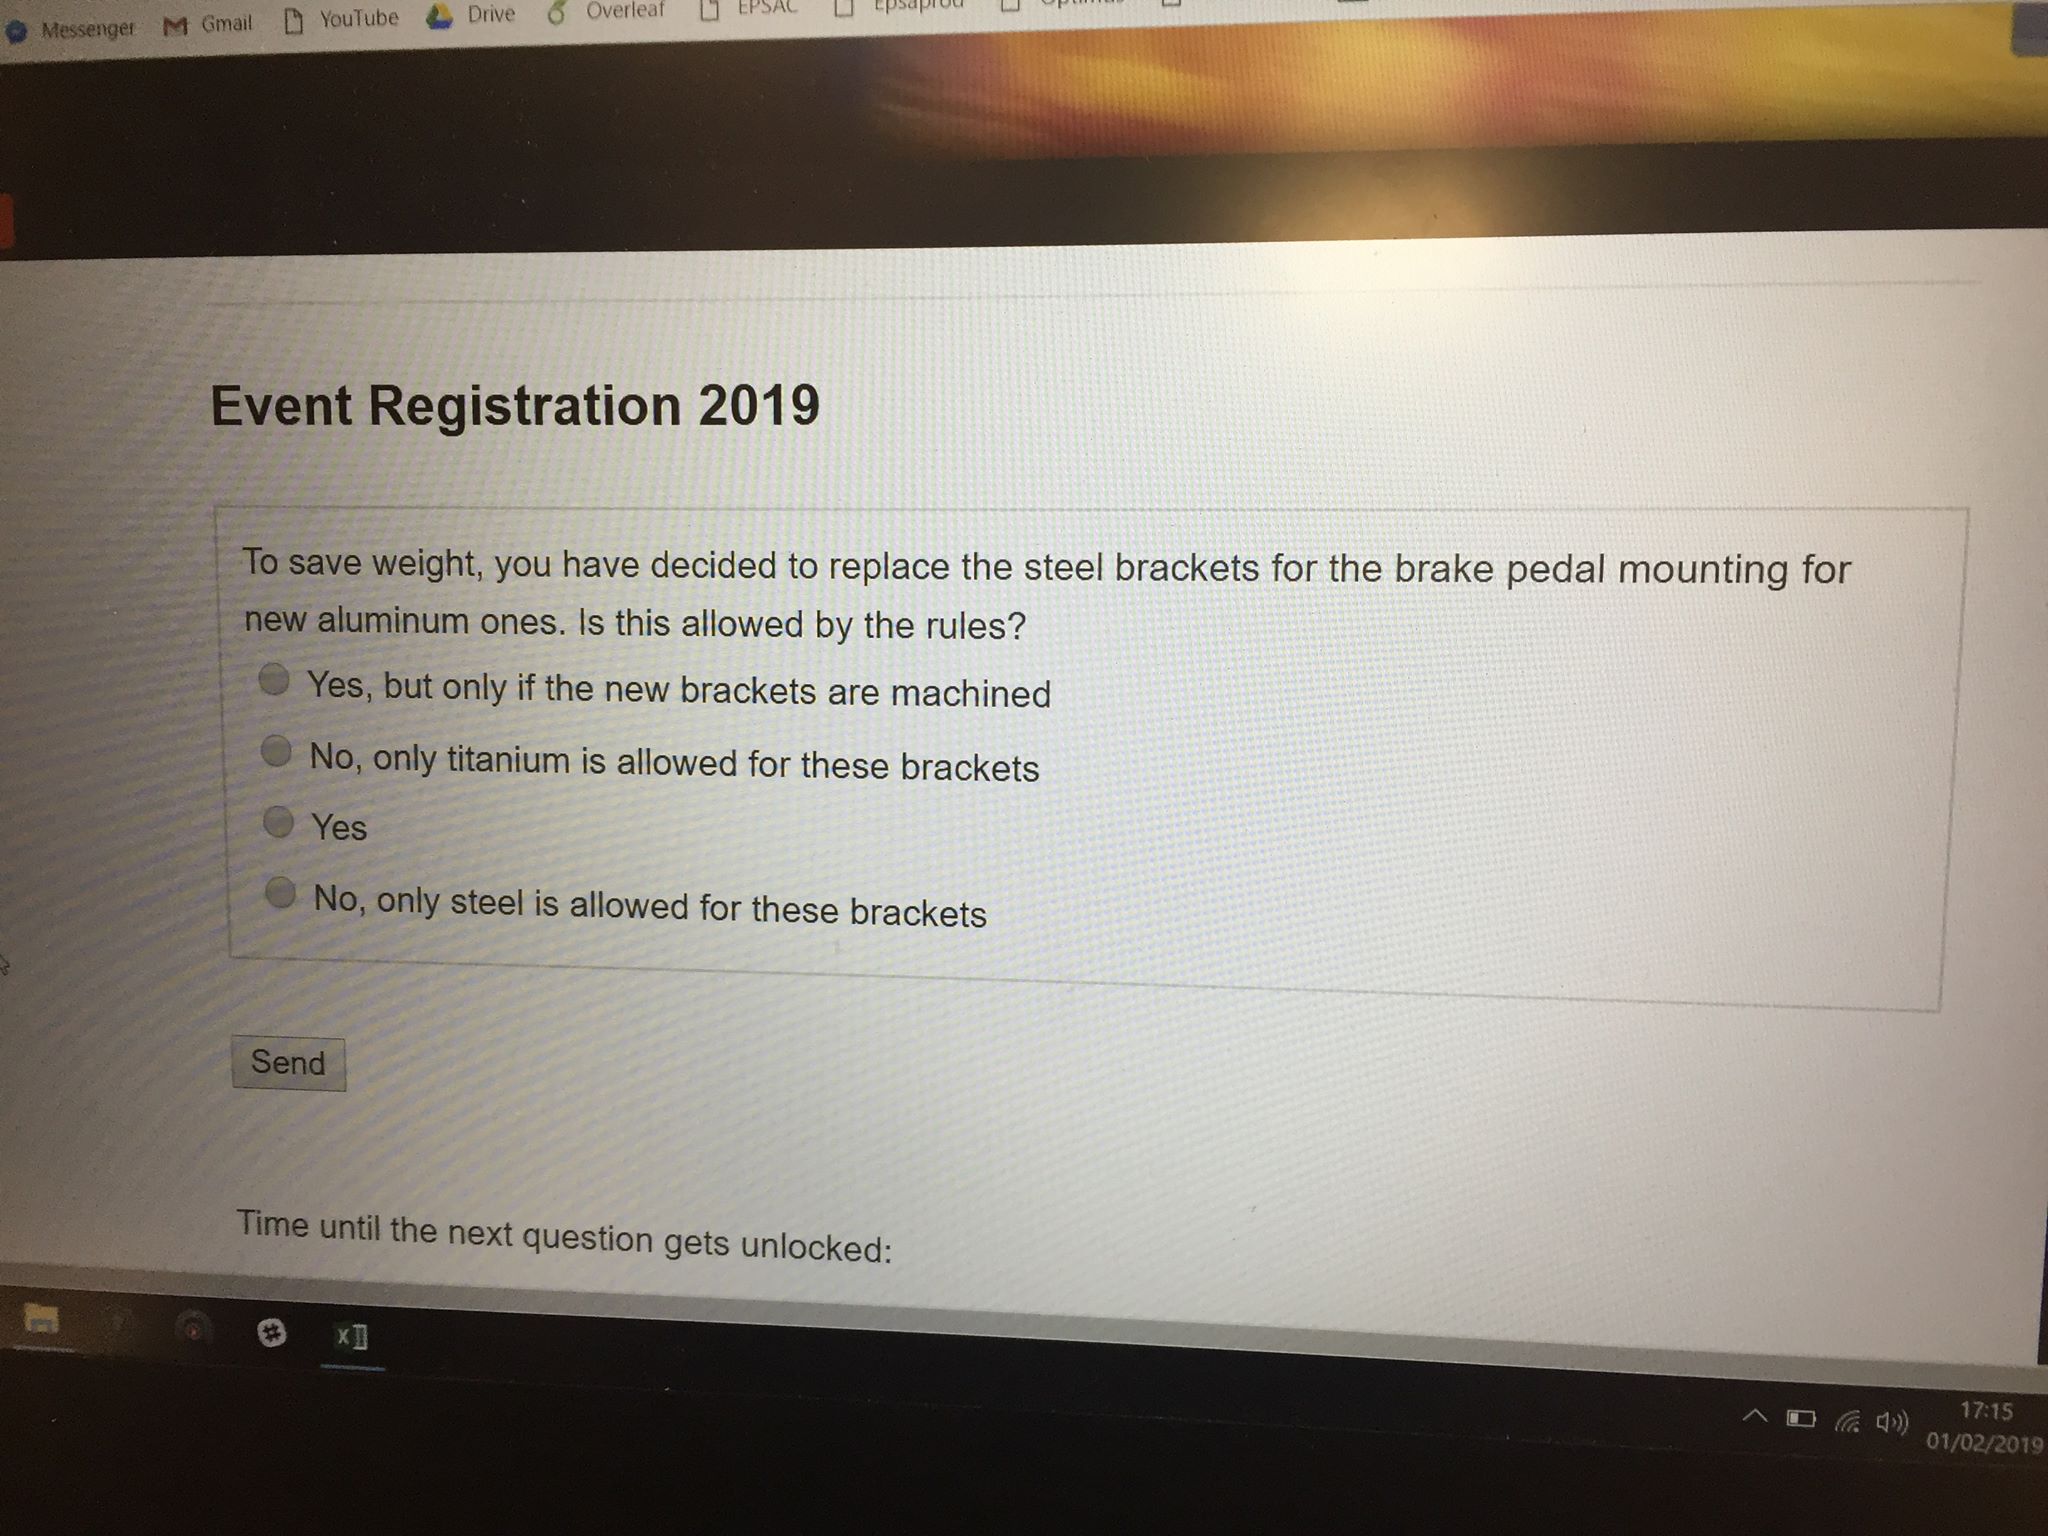 Messenger Gmail YouTube Drive Overleaf EPSAC
Event Registration 2019
To save weight, you have decided to replace the steel brackets for the brake pedal mounting for
new aluminum ones. Is this allowed by the rules?
Yes, but only if the new brackets are machined
No, only titanium is allowed for these brackets
Yes
No, only steel is allowed for these brackets
Send
Time until the next question gets unlocked:
17:15
01/02/2019